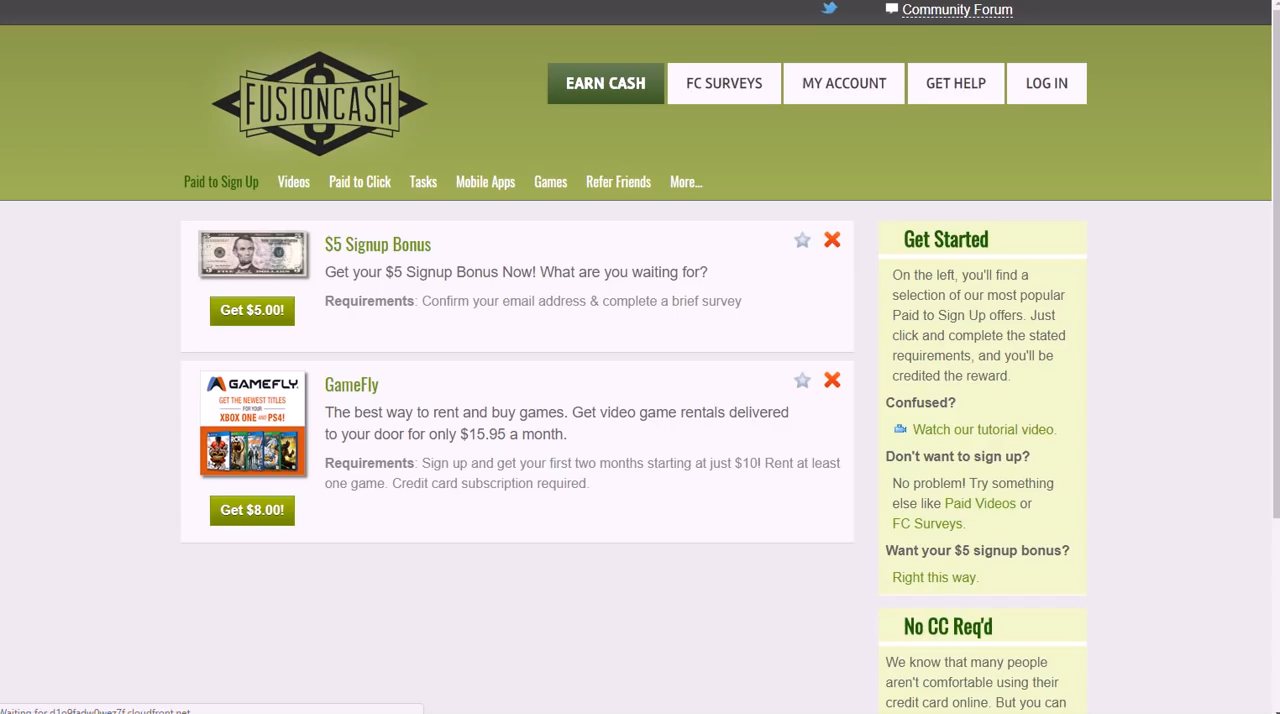 Community Forum
FUSIONCASH
EARN CASH
FC SURVEYS
MY ACCOUNT
GET HELP
LOG IN
Paid to Sign Up
Videos
Paid to Click
Tasks
Mobile Apps
Games
Refer Friends
More...
$5 Signup Bonus
Get your $5 Signup Bonus Now! What are you waiting for?
Requirements: Confirm your email address & complete a brief survey
Get $5.00!
GAMEFLY.
GET THE NEWEST TITLES
FOR YOUR
XBOX ONE AND PS4!
GameFly
The best way to rent and buy games. Get video game rentals delivered
to your door for only $15.95 a month.
Requirements: Sign up and get your first two months starting at just $10! Rent at least
one game. Credit card subscription required.
Get $8.00!
Get Started
On the left, you'll find a
selection of our most popular
Paid to Sign Up offers. Just
click and complete the stated
requirements, and you'll be
credited the reward.
Confused?
Watch our tutorial video.
Don't want to sign up?
No problem! Try something
else like Paid Videos or
FC Surveys.
Want your $5 signup bonus?
Right this way.
No CC Req'd
We know that many people
aren't comfortable using their
credit card online. But you can